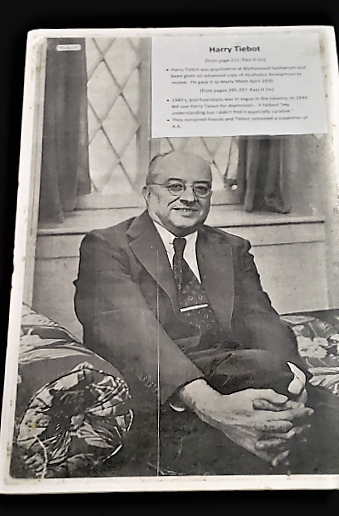 Harry Tiebot
(From page 211: Pass It On)
• Harry Tiebot was psychiatrist at Blythewood Sanitarium and
been given an advanced copy of Alcoholics Anonymous to
review. He gave it to Marty Mann April 1939.
(From pages 295-297: Pass It On)
• 1940's, psychoanalysis was in vogue in the country. In 1944,
Bill saw Harry Tiebot for depression... it helped "my
understanding but I didn't find it especially curative."
• They remained friends and Tiebot remained a supporter of
A.A.